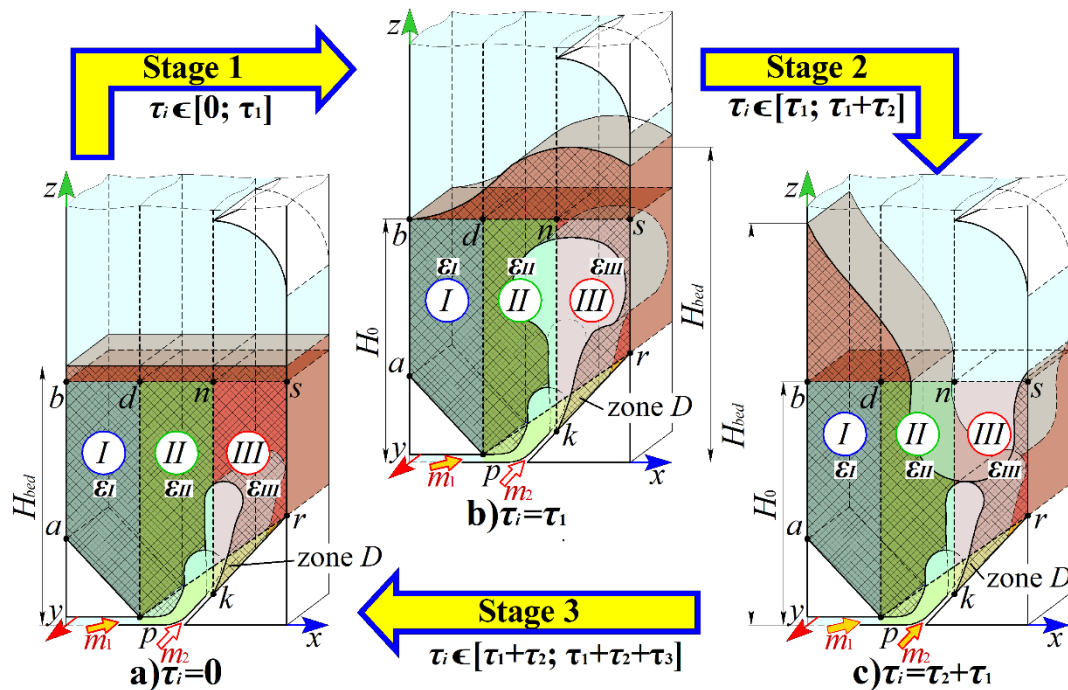 Stage 1
τᵢ ϵ[0; τ₁]
Stage 2
τᵢ ϵ[τ₁; τ₁+τ₂]
z
b
d
n
s
εI
εII
εIII
I
II
III
H₀
Hbed
a
r
k
zone D
y
m₁
p
m₂
x
b)τᵢ=τ₁
z
b
d
n
s
I
II
III
εI
εII
εIII
Hbed
a
r
zone D
k
y
m₁
p
m₂
x
a)τᵢ=0
z
b
d
n
s
I
II
III
εI
εII
εIII
Hbed
H₀
a
r
zone D
k
y
m₁
p
m₂
x
c)τᵢ=τ₂+τ₁
Stage 3
τᵢ ϵ[τ₁+τ₂; τ₁+τ₂+τ₃]